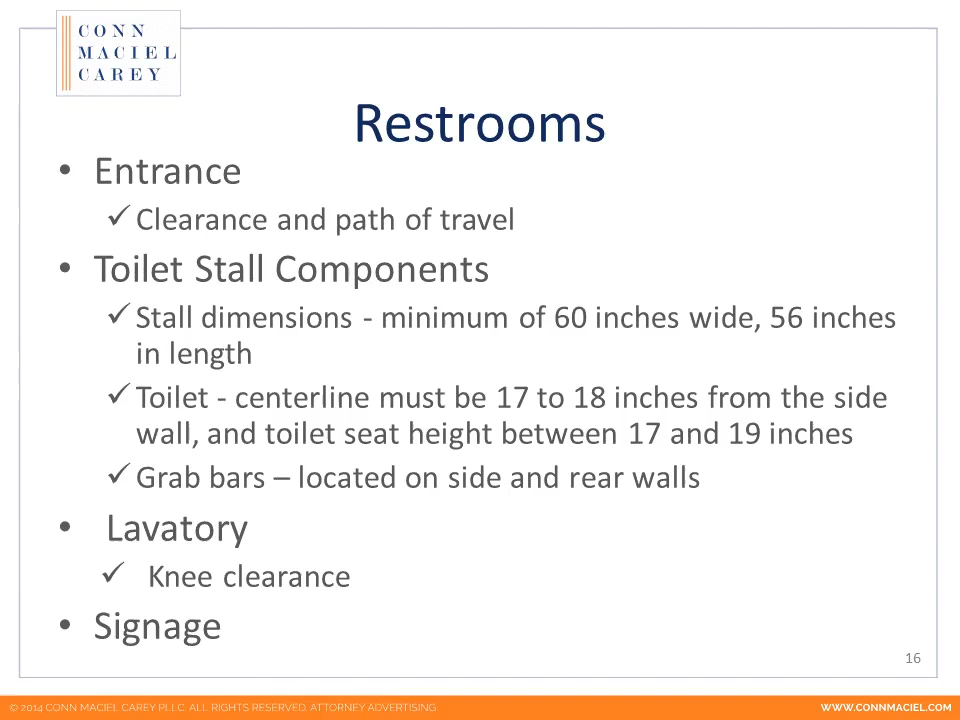 CONN
MACIEL
CAREY
Restrooms
• Entrance
✓ Clearance and path of travel
• Toilet Stall Components
✓ Stall dimensions - minimum of 60 inches wide, 56 inches
in length
✓ Toilet - centerline must be 17 to 18 inches from the side
wall, and toilet seat height between 17 and 19 inches
✓ Grab bars – located on side and rear walls
• Lavatory
✓ Knee clearance
• Signage
16
© 2014 CONN MACIEL CAREY PLLC. ALL RIGHTS RESERVED. ATTORNEY ADVERTISING.
WWW.CONNMACIEL.COM